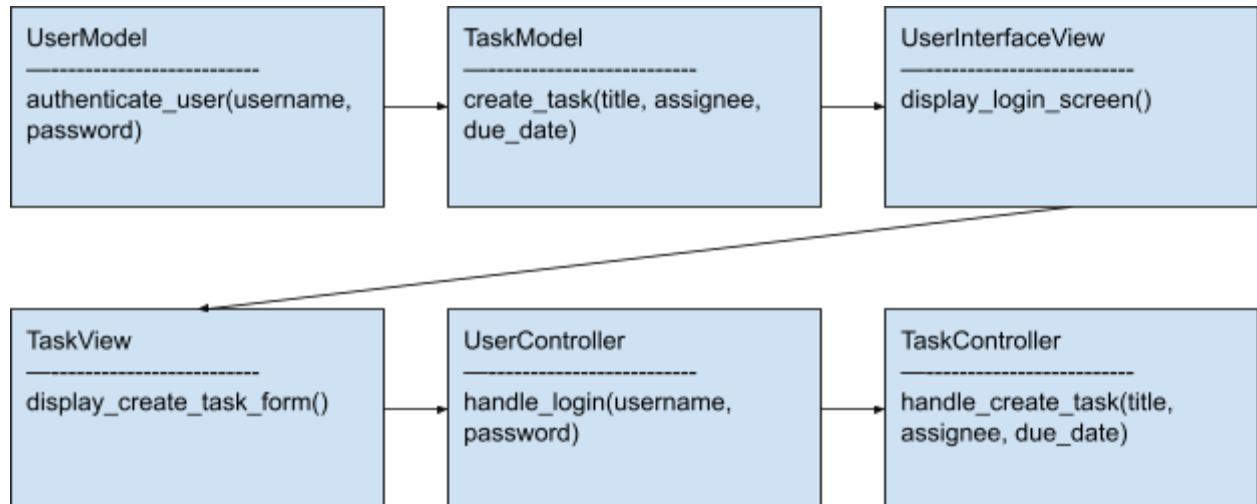 UserModel
—-------------------------
authenticate_user(username,
password)
TaskModel
—-------------------------
create_task(title, assignee,
due_date)
UserInterfaceView
—-------------------------
display_login_screen()
TaskView
—-------------------------
display_create_task_form()
UserController
—-------------------------
handle_login(username,
password)
TaskController
—-------------------------
handle_create_task(title,
assignee, due_date)